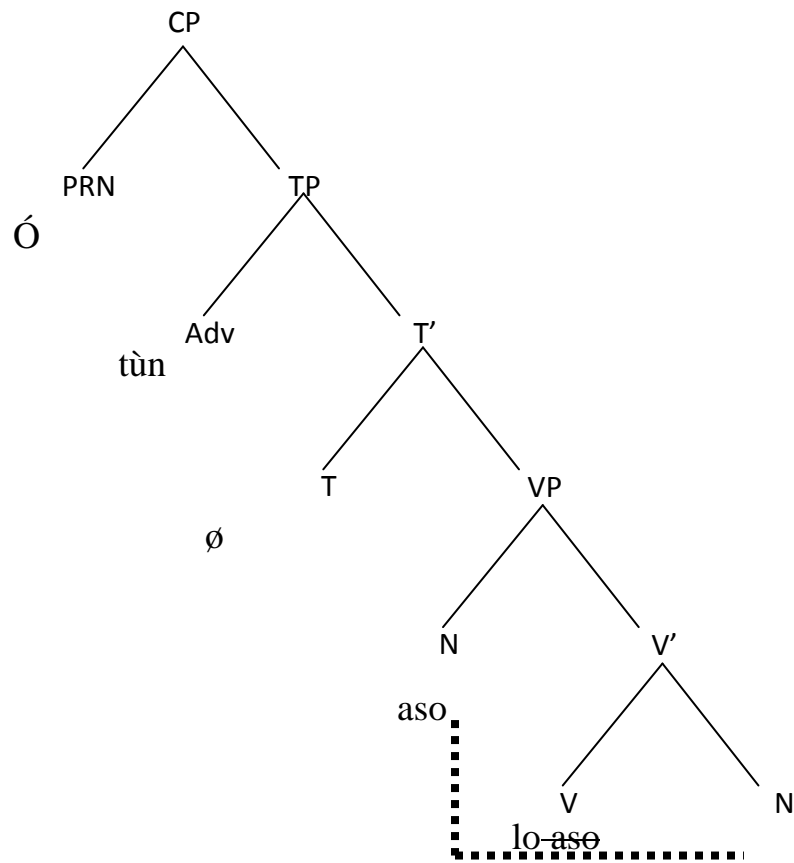 CP
PRN TP
Ó
Adv T’
tùn
T VP
ø
N V’
aso
V N
lo aso